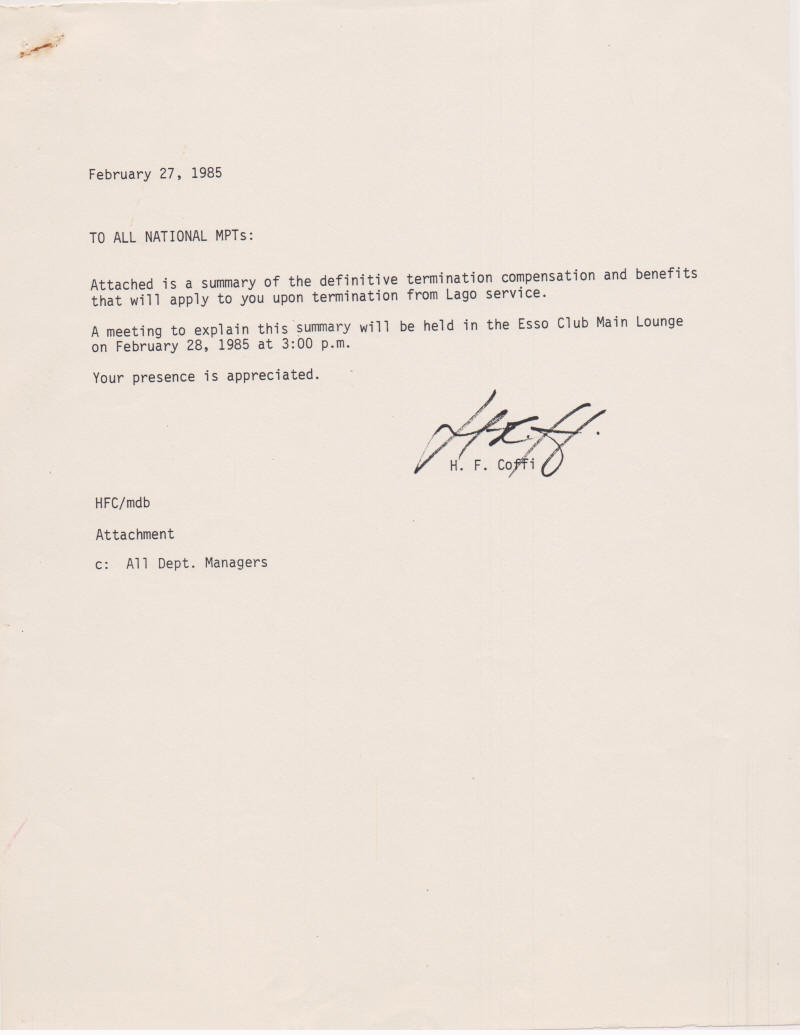 February 27, 1985
TO ALL NATIONAL MPTs:
Attached is a summary of the definitive termination compensation and benefits
that will apply to you upon termination from Lago service.
A meeting to explain this summary will be held in the Esso Club Main Lounge
on February 28, 1985 at 3:00 p.m.
Your presence is appreciated.
H. F. Coffi
HFC/mdb
Attachment
c: All Dept. Managers